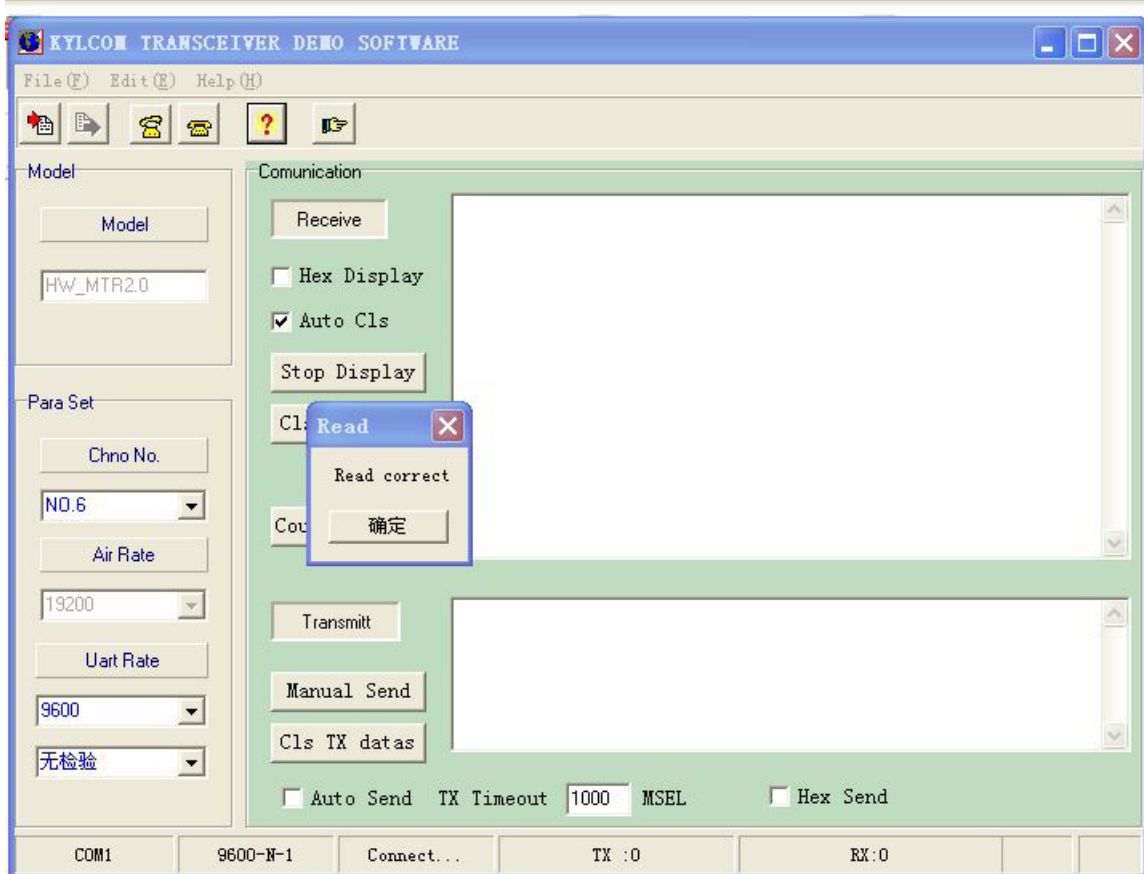 KYLCOM TRANSCEIVER DEMO SOFTWARE
File(F) Edit(E) Help(H)
Model
Model
HW_MTR2.0
Para Set
Chno No.
NO.6
Air Rate
19200
Uart Rate
9600
无检验
Comunication
Receive
Hex Display
Auto Cls
Stop Display
Read
Read correct
确定
Transmitt
Manual Send
Cls TX datas
Auto Send TX Timeout 1000 MSEL Hex Send
COM1 9600-N-1 Connect... TX :0 RX:0